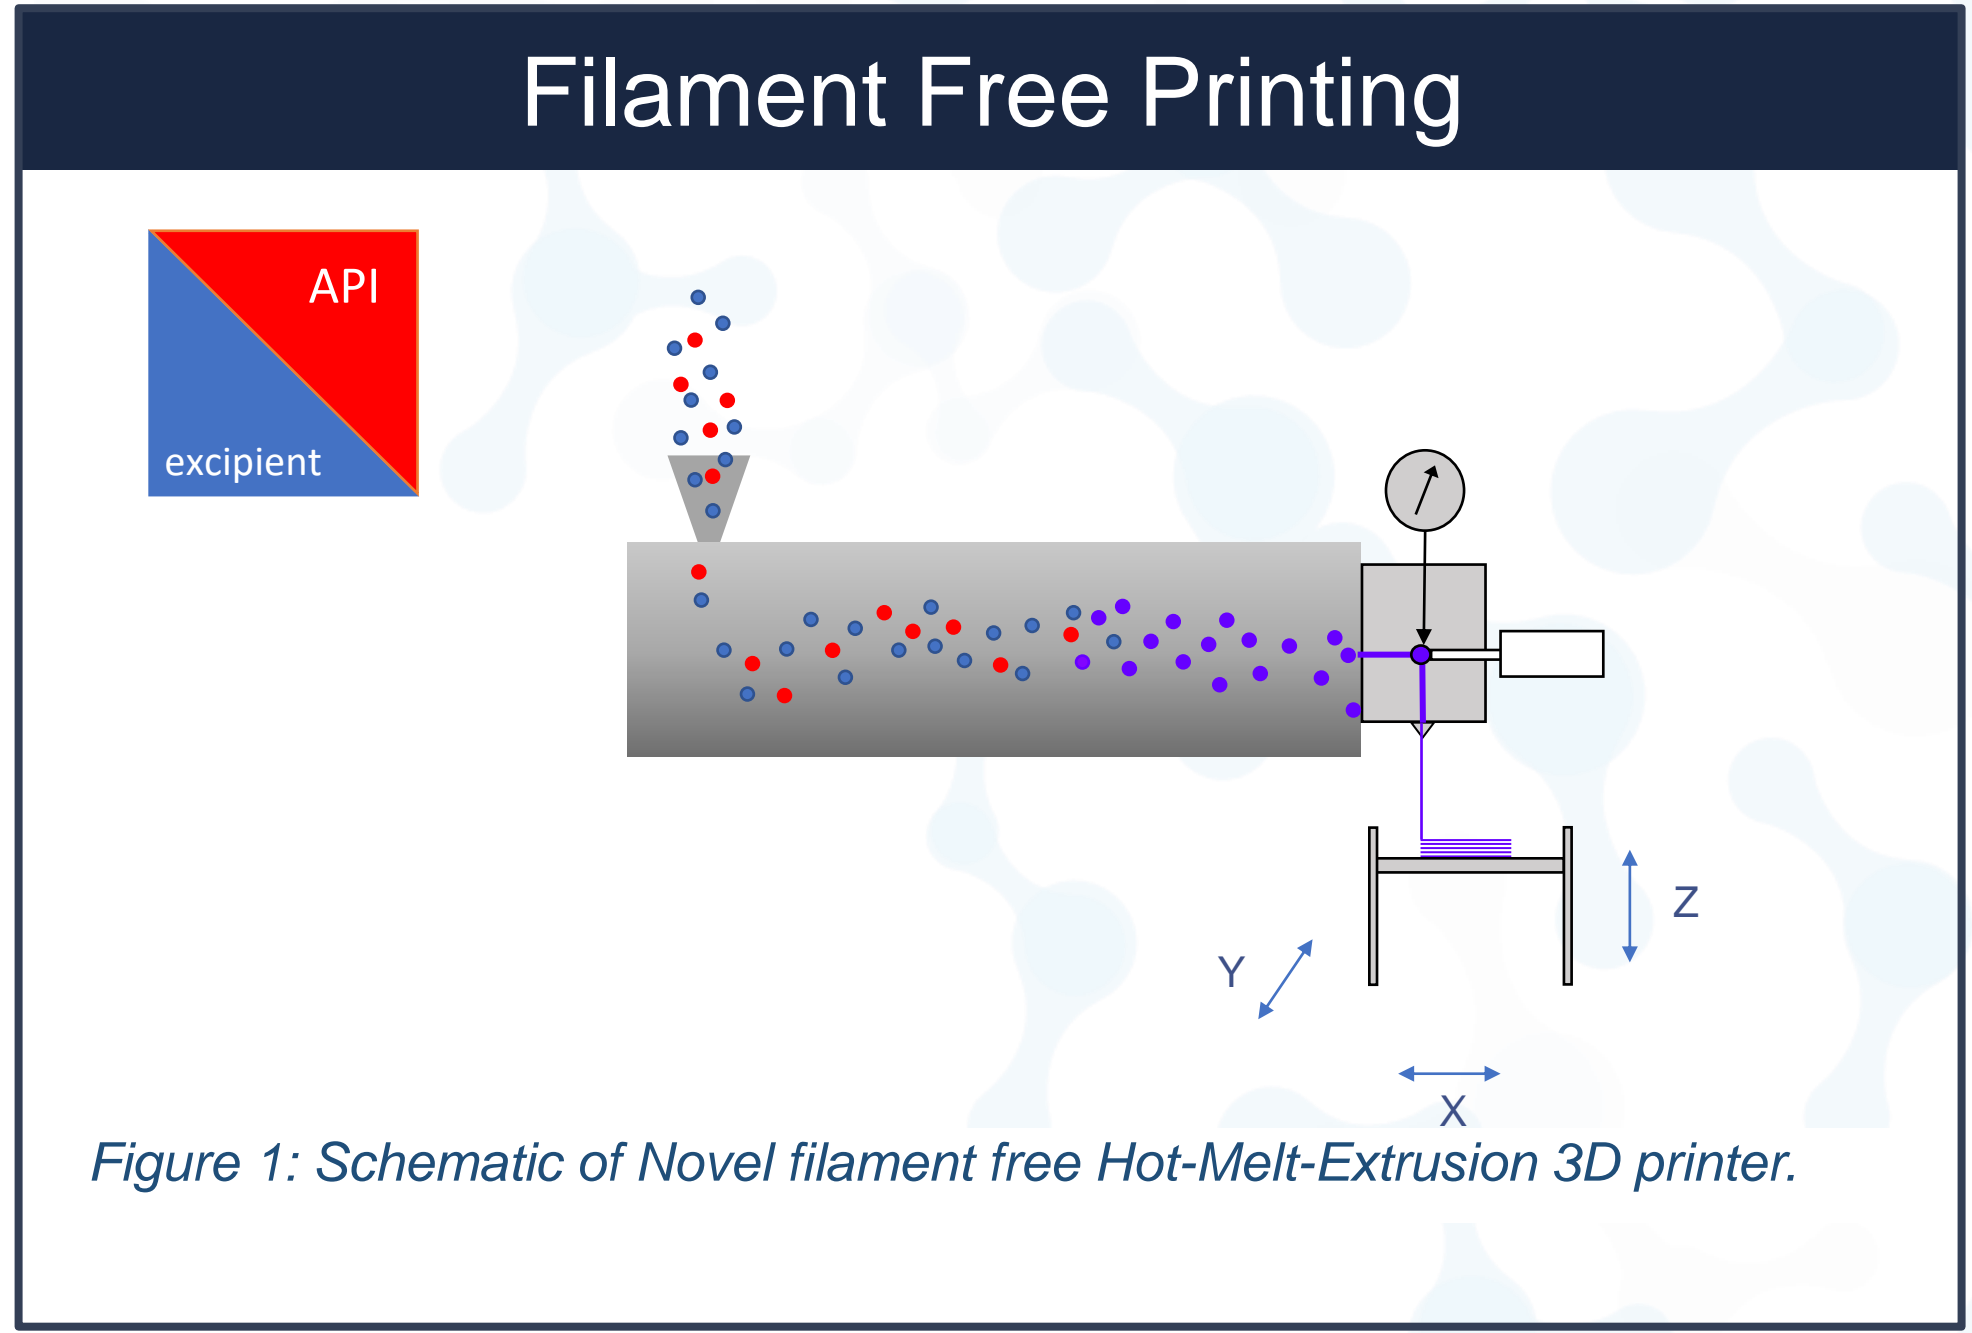 Filament Free Printing
API
excipient
Z
Y
X
Figure 1: Schematic of Novel filament free Hot-Melt-Extrusion 3D printer.